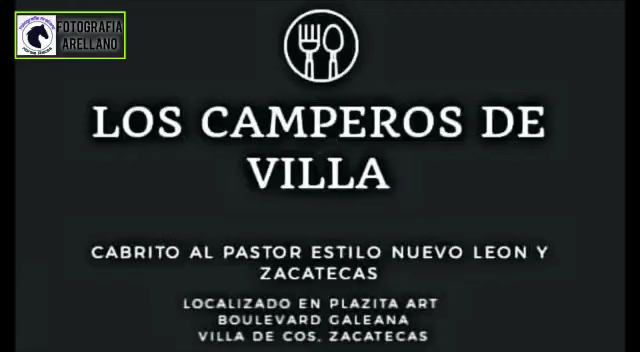 FOTOGRAFIA
ARELLANO
LOS CAMPEROS DE
VILLA
CABRITO AL PASTOR ESTILO NUEVO LEON Y
ZACATECAS
LOCALIZADO EN PLAZITA ART
BOULEVARD GALEANA
VILLA DE COS, ZACATECAS